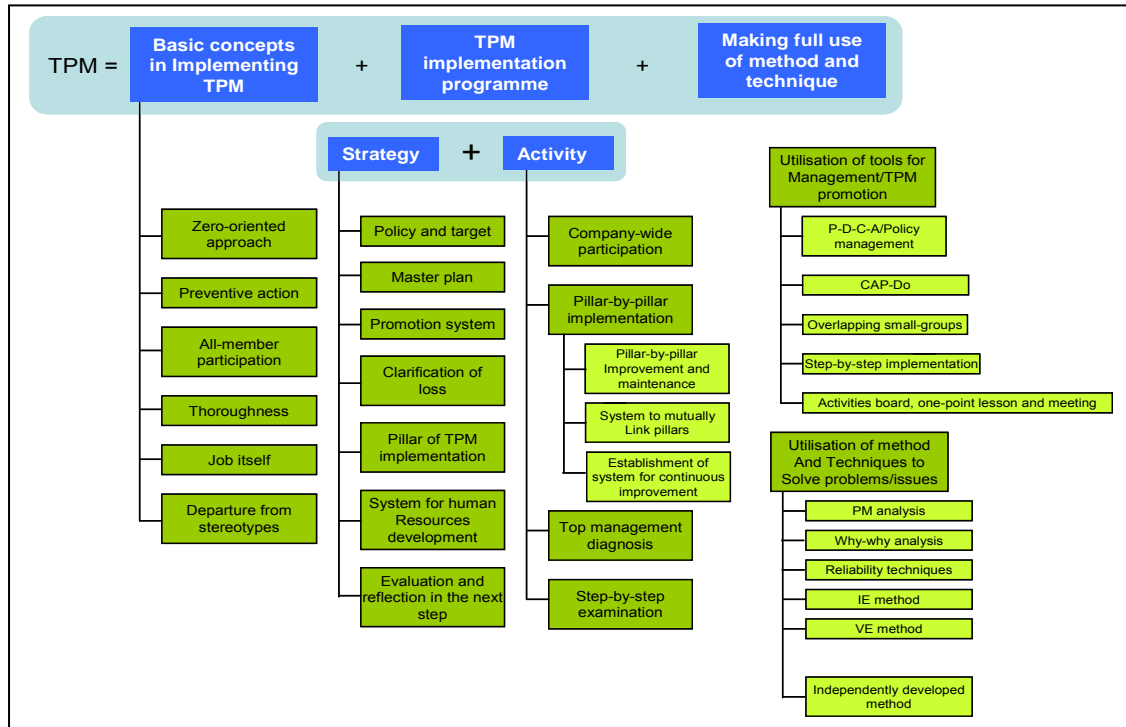 TPM =
Basic concepts
in Implementing
TPM
+
TPM
implementation
programme
+
Making full use
of method and
technique
Strategy
+
Activity
Zero-oriented
approach
Preventive action
All-member
participation
Thoroughness
Job itself
Departure from
stereotypes
Policy and target
Master plan
Promotion system
Clarification of
loss
Pillar of TPM
implementation
System for human
Resources
development
Evaluation and
reflection in the next
step
Company-wide
participation
Pillar-by-pillar
implementation
Pillar-by-pillar
Improvement and
maintenance
System to mutually
Link pillars
Establishment of
system for continuous
improvement
Top management
diagnosis
Step-by-step
examination
Utilisation of tools for
Management/TPM
promotion
P-D-C-A/Policy
management
CAP-Do
Overlapping small-groups
Step-by-step implementation
Activities board, one-point lesson and meeting
Utilisation of method
And Techniques to
Solve problems/issues
PM analysis
Why-why analysis
Reliability techniques
IE method
VE method
Independently developed
method